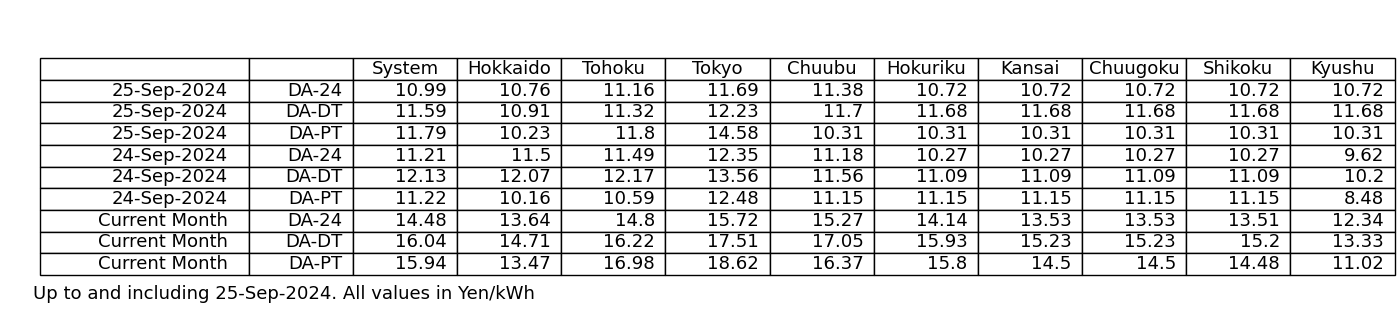 System Hokkaido Tohoku Tokyo Chuubu Hokuriku Kansai Chuugoku Shikoku Kyushu
25-Sep-2024 DA-24 10.99 10.76 11.16 11.69 11.38 10.72 10.72 10.72 10.72 10.72
25-Sep-2024 DA-DT 11.59 10.91 11.32 12.23 11.7 11.68 11.68 11.68 11.68 11.68
25-Sep-2024 DA-PT 11.79 10.23 11.8 14.58 10.31 10.31 10.31 10.31 10.31 10.31
24-Sep-2024 DA-24 11.21 11.5 11.49 12.35 11.18 10.27 10.27 10.27 10.27 9.62
24-Sep-2024 DA-DT 12.13 12.07 12.17 13.56 11.56 11.09 11.09 11.09 11.09 10.2
24-Sep-2024 DA-PT 11.22 10.16 10.59 12.48 11.15 11.15 11.15 11.15 11.15 8.48
Current Month DA-24 14.48 13.64 14.8 15.72 15.27 14.14 13.53 13.53 13.51 12.34
Current Month DA-DT 16.04 14.71 16.22 17.51 17.05 15.93 15.23 15.23 15.2 13.33
Current Month DA-PT 15.94 13.47 16.98 18.62 16.37 15.8 14.5 14.5 14.48 11.02
Up to and including 25-Sep-2024. All values in Yen/kWh